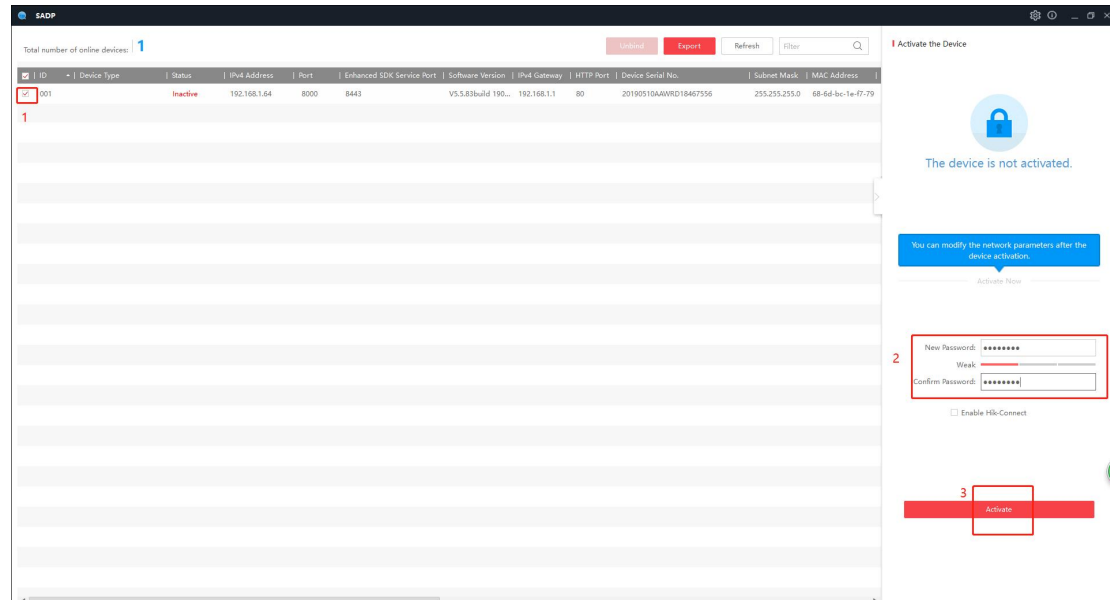 SADP
Total number of online devices: 1
Unbind Export Refresh Filter
ID Device Type Status IPv4 Address Port Enhanced SDK Service Port Software Version IPv4 Gateway HTTP Port Device Serial No. Subnet Mask MAC Address
001 Inactive 192.168.1.64 8000 8443 V5.5.83build 190... 192.168.1.1 80 20190510AAWRD18467556 255.255.255.0 68-6d-bc-1e-f7-79
1
Activate the Device
The device is not activated.
You can modify the network parameters after the
device activation.
Activate Now
2
New Password: ●●●●●●●●
Weak
Confirm Password: ●●●●●●●●
Enable Hik-Connect
3
Activate